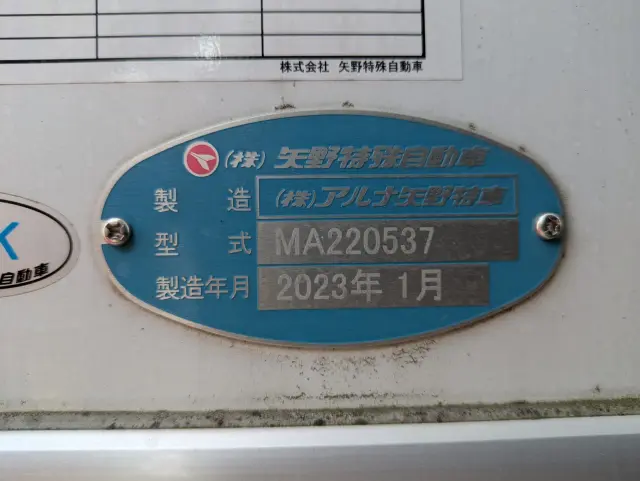 株式会社 矢野特殊自動車
(株) 矢野特殊自動車
製造 (株)アルナ矢野特車
型式 MA220537
製造年月 2023年 1月
K
自動車